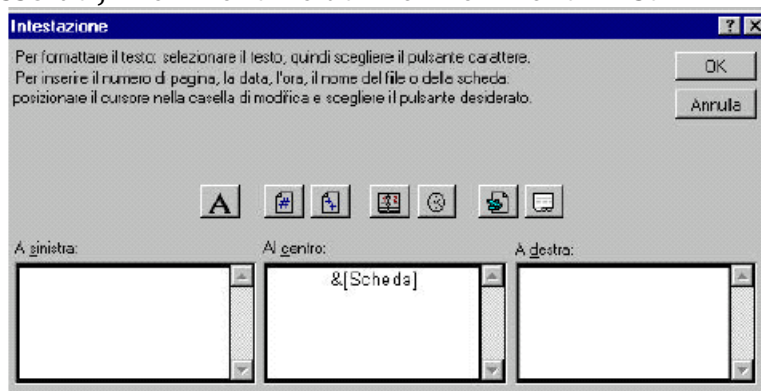 Intestazione
Per formattare il testo: selezionare il testo, quindi scegliere il pulsante carattere.
Per inserire il numero di pagina, la data, l'ora, il nome del file o della scheda:
posizionare il cursore nella casella di modifica e scegliere il pulsante desiderato.
OK
Annulla
A
A sinistra:
Al centro:
A destra:
&[Scheda]